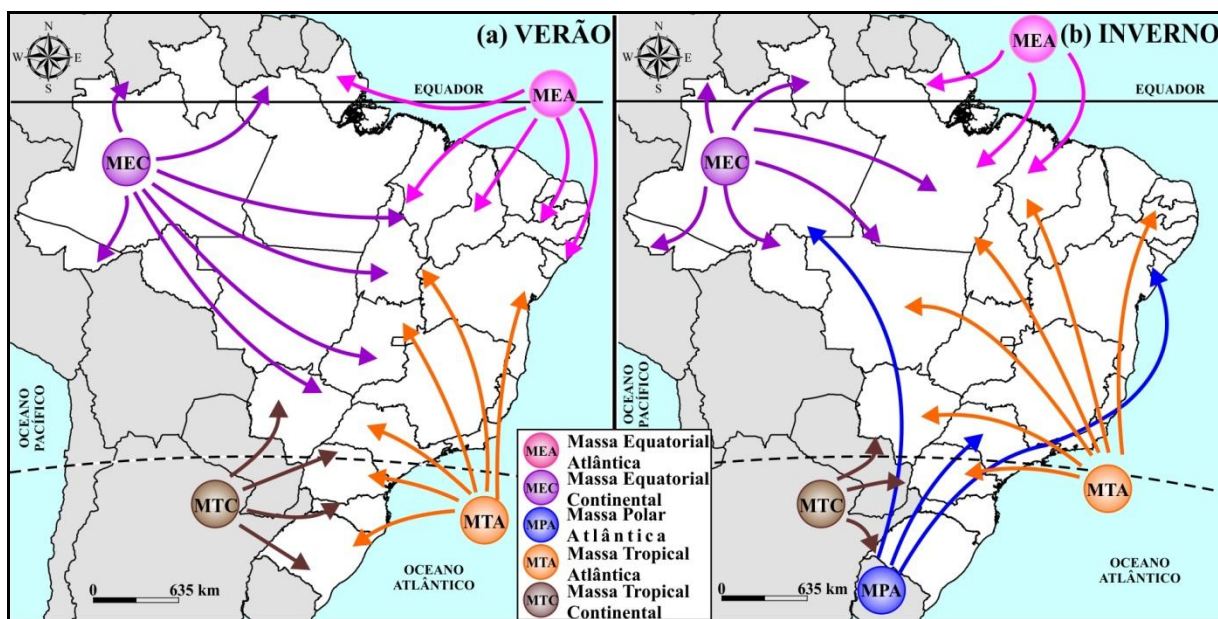 (a) VERÃO
N
W E
S
EQUADOR
MEA
MEC
MTC
MTA
OCEANO
PACÍFICO
OCEANO
ATLÂNTICO
0 635 km
MEA Massa Equatorial
Atlântica
MEC Massa Equatorial
Continental
MPA Massa Polar
Atlântica
MTA Massa Tropical
Atlântica
MTC Massa Tropical
Continental
(b) INVERNO
N
W E
S
MEA
EQUADOR
MEC
MTC
MTA
MPA
OCEANO
PACÍFICO
OCEANO
ATLÂNTICO
0 635 km